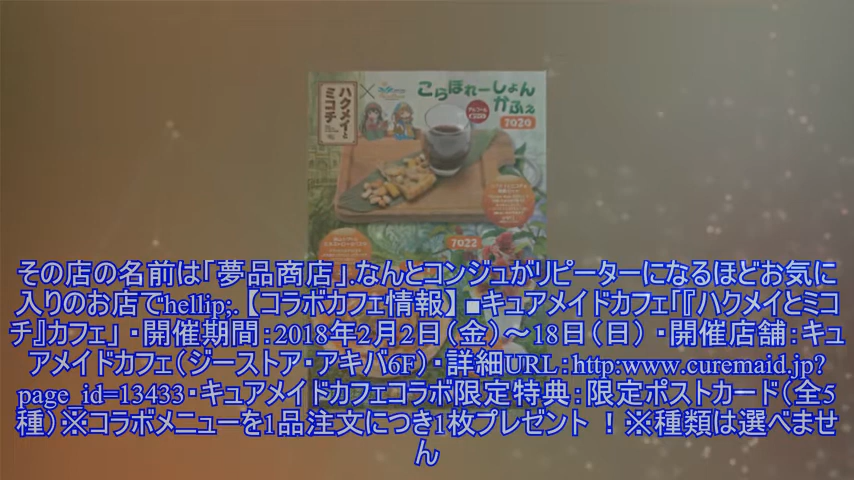 ハクメイと
ミコチ
×
こらぼれーしょん
かふぇ
7020
7022
その店の名前は「夢品商店」.なんとコンジュがリピーターになるほどお気に
入りのお店でhellip;.【コラボカフェ情報】 ■キュアメイドカフェ「『ハクメイとミコ
チ』カフェ」 ・開催期間：2018年2月2日（金）～18日（日） ・開催店舗：キュ
アメイドカフェ（ジーストア・アキバ6F）・詳細URL：http:www.curemaid.jp?
page_id=13433・キュアメイドカフェコラボ限定特典：限定ポストカード（全5
種）※コラボメニューを1品注文につき1枚プレゼント ！※種類は選べませ
ん